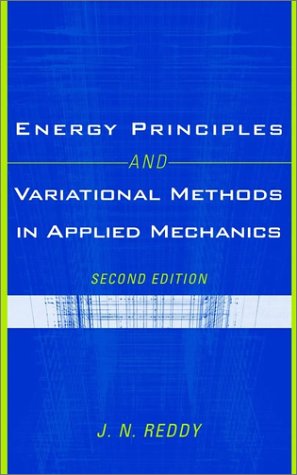 ENERGY PRINCIPLES
AND
VARIATIONAL METHODS
IN APPLIED MECHANICS
SECOND EDITION
J. N. REDDY